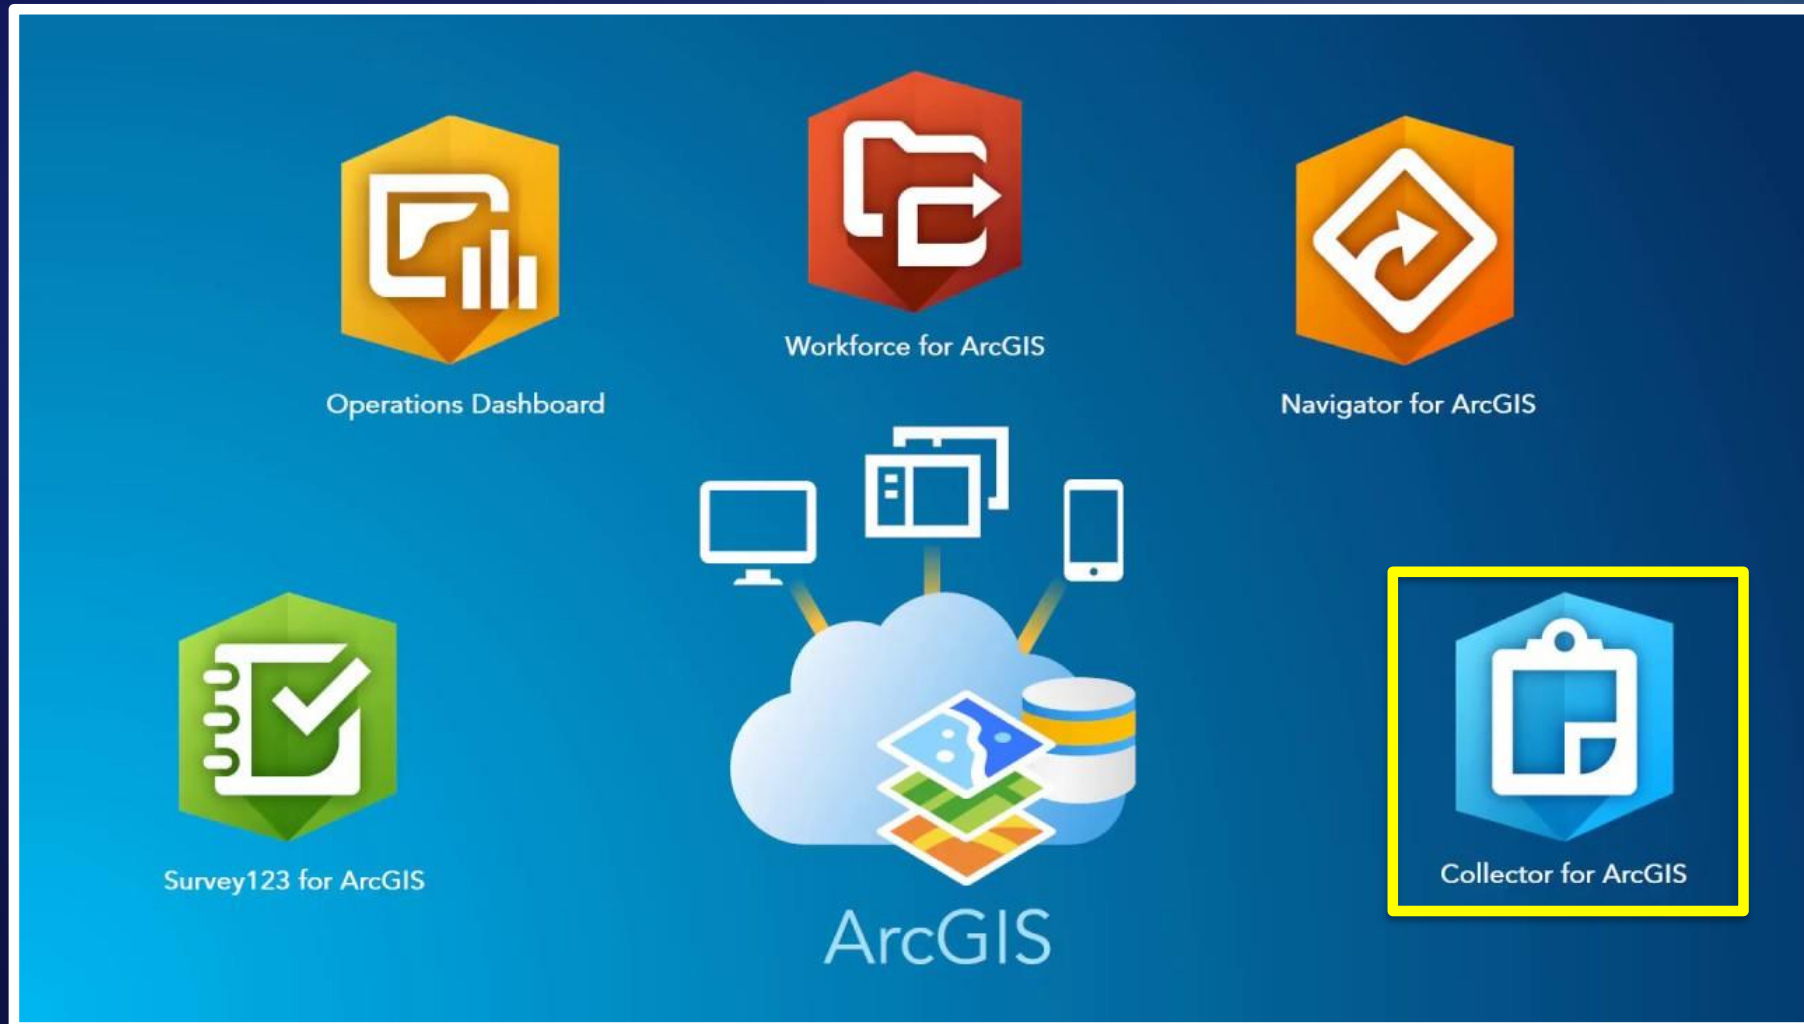 Workforce for ArcGIS
Operations Dashboard
Navigator for ArcGIS
Survey123 for ArcGIS
Collector for ArcGIS
ArcGIS